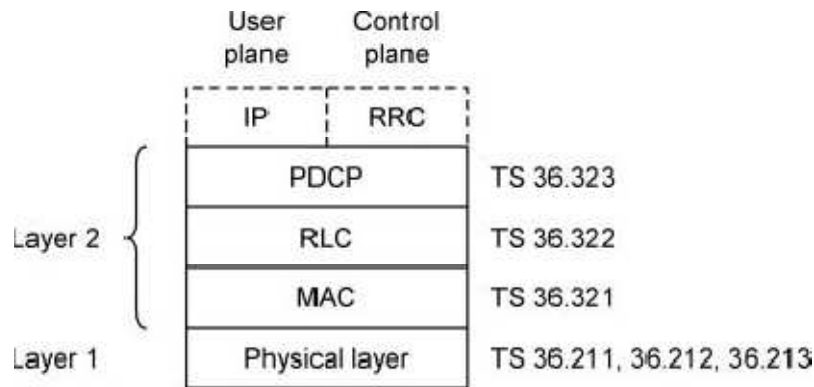 User Control
plane plane
IP RRC
PDCP TS 36.323
Layer 2 RLC TS 36.322
MAC TS 36.321
Layer 1 Physical layer TS 36.211, 36.212, 36.213